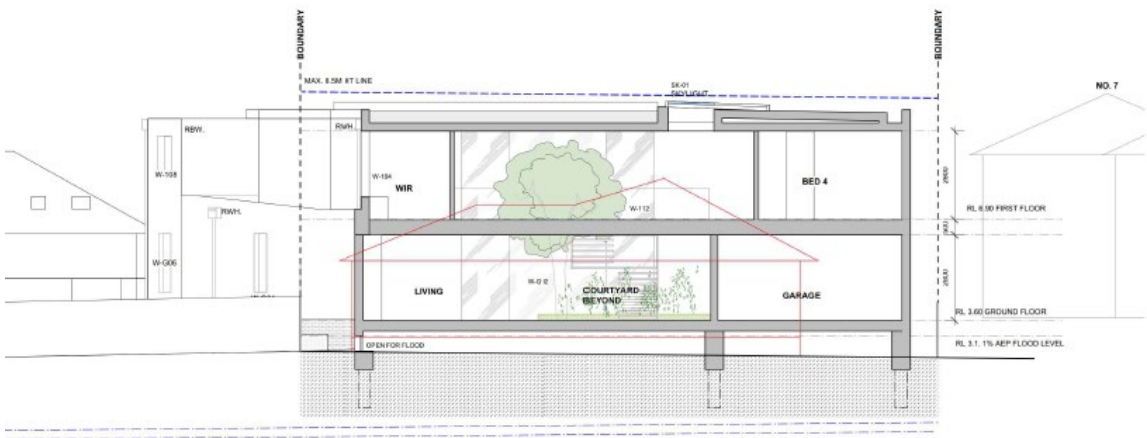 BOUNDARY
BOUNDARY
MAX. 8.5M HT LINE
SK-01
SKYLIGHT
NO. 7
RBW.
RWH
W-108
W-104
WIR
BED 4
RWH.
W-112
RL 6.90 FIRST FLOOR
W-G06
LIVING
COURTYARD
BEYOND
GARAGE
RL 3.60 GROUND FLOOR
OPEN FOR FLOOD
RL 3.1. 1% AEP FLOOD LEVEL